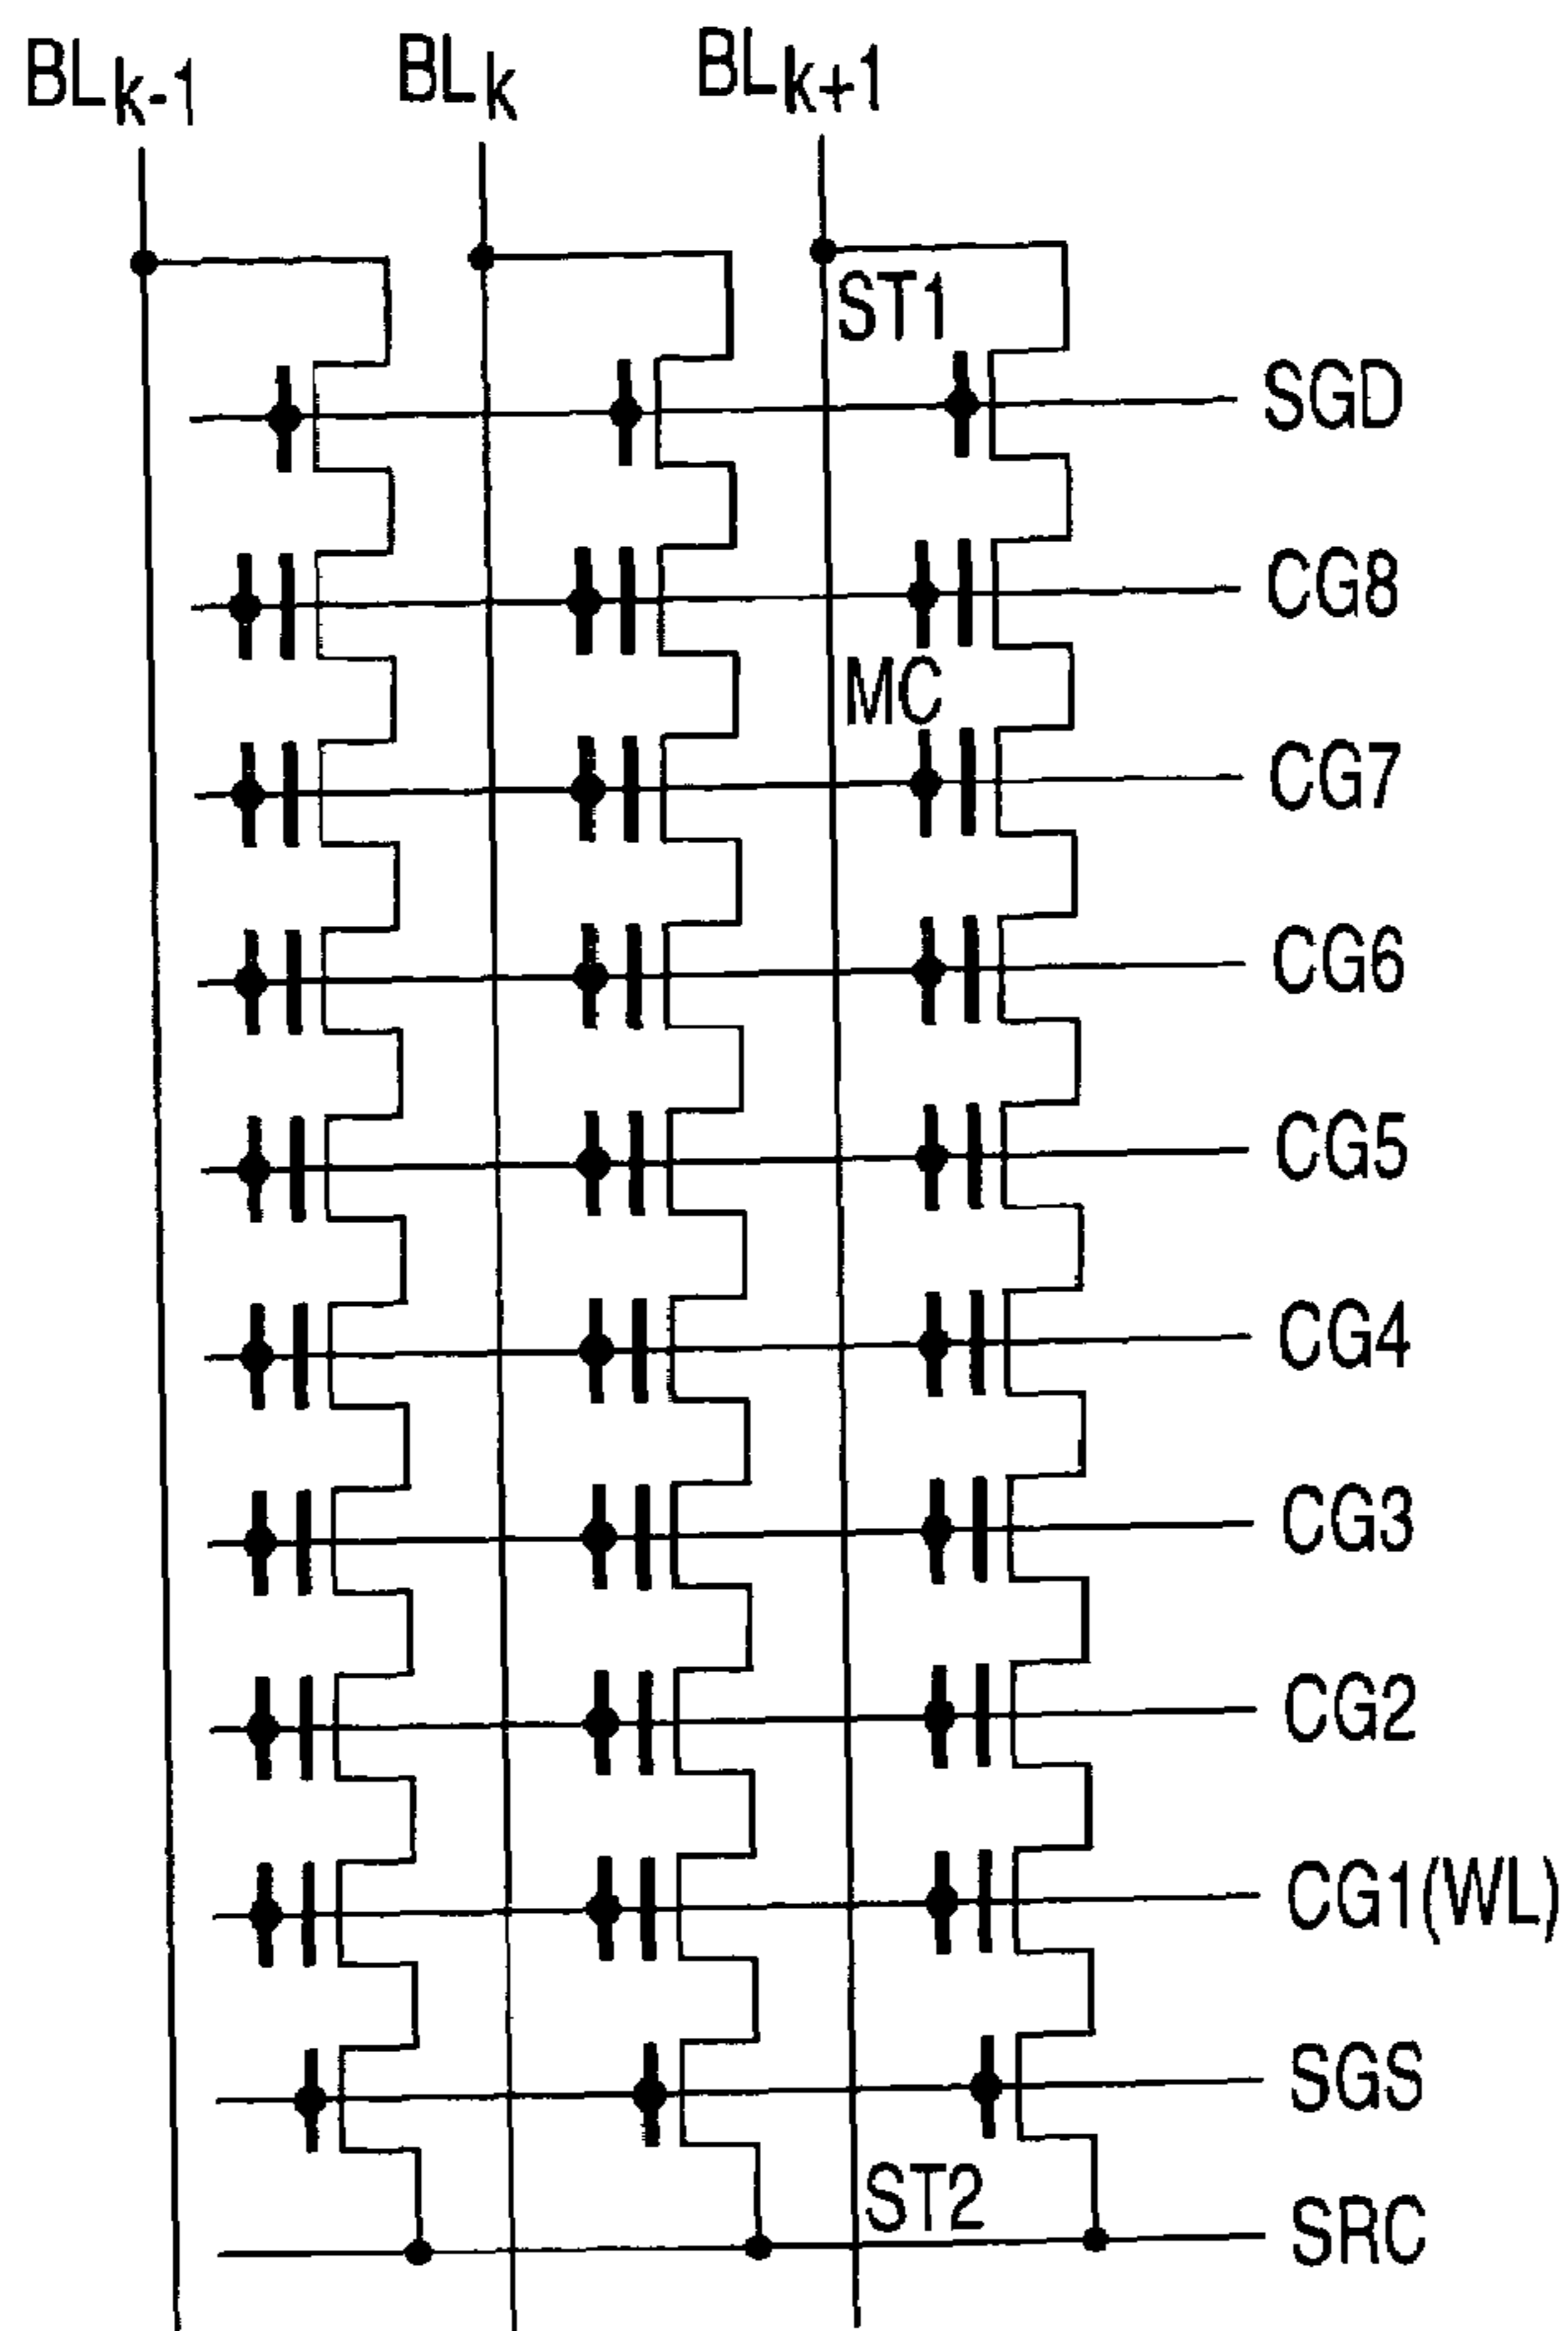 BLk-1 BLk BLk+1
ST1
SGD
CG8
MC
CG7
CG6
CG5
CG4
CG3
CG2
CG1(WL)
SGS
ST2
SRC